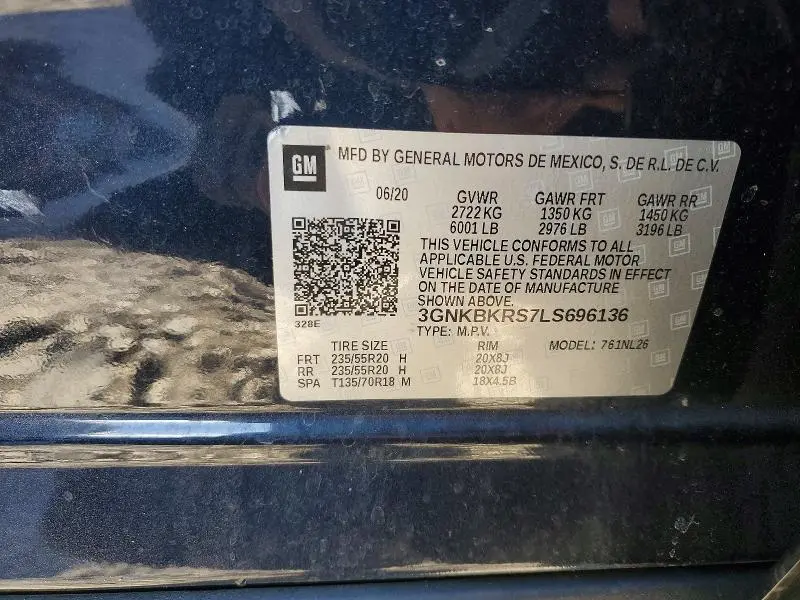 GM
MFD BY GENERAL MOTORS DE MEXICO, S. DE R.L. DE C.V.
06/20 GVWR GAWR FRT GAWR RR
2722 KG 1350 KG 1450 KG
6001 LB 2976 LB 3196 LB
THIS VEHICLE CONFORMS TO ALL
APPLICABLE U.S. FEDERAL MOTOR
VEHICLE SAFETY STANDARDS IN EFFECT
ON THE DATE OF MANUFACTURE
SHOWN ABOVE.
328E
3GNKBKRS7LS696136
TYPE: M.P.V.
TIRE SIZE RIM MODEL: 761NL26
FRT 235/55R20 H 20X8J
RR 235/55R20 H 20X8J
SPA T135/70R18 M 18X4.5B